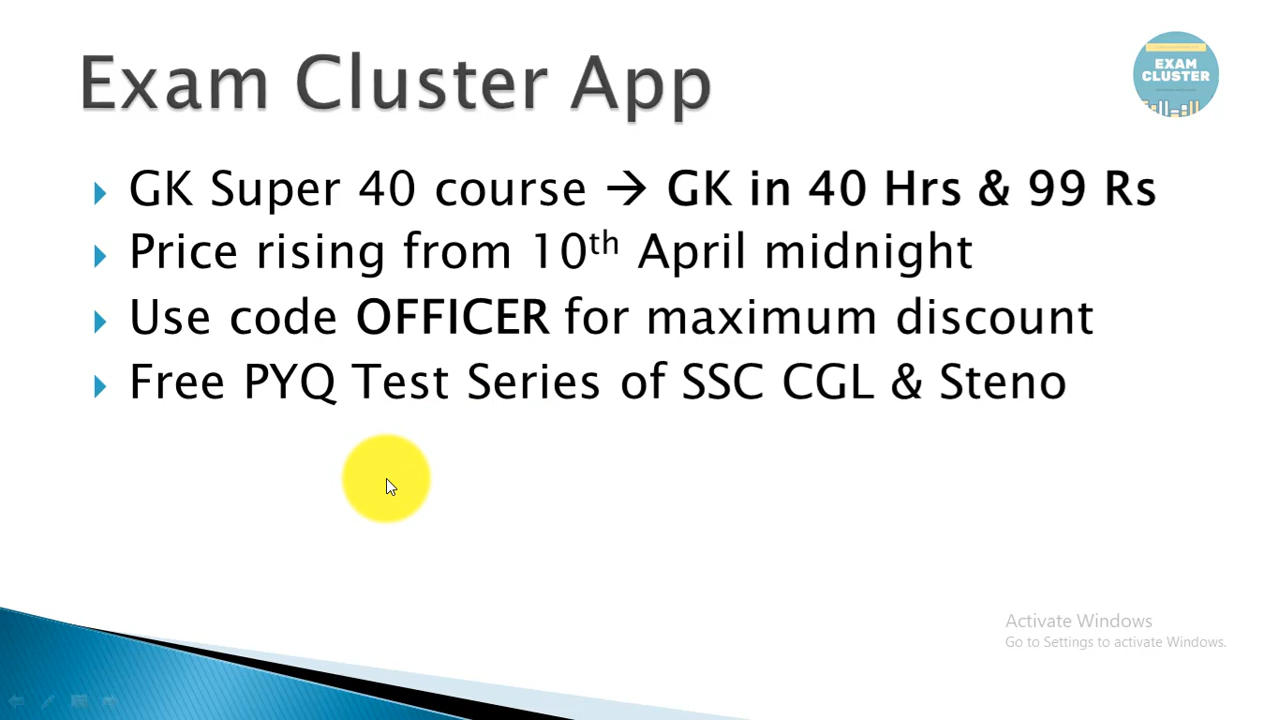 Exam Cluster App
EXAM
CLUSTER
GK Super 40 course → GK in 40 Hrs & 99 Rs
Price rising from 10th April midnight
Use code OFFICER for maximum discount
Free PYQ Test Series of SSC CGL & Steno
Activate Windows
Go to Settings to activate Windows.